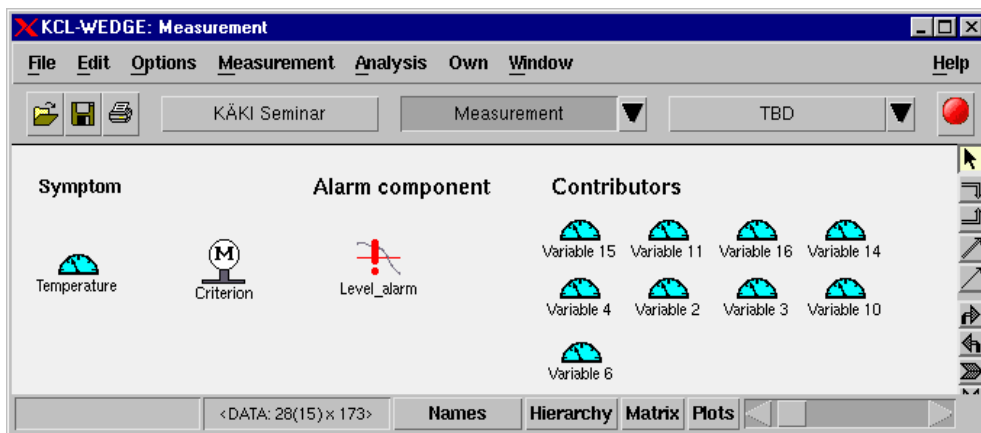 KCL-WEDGE: Measurement
File Edit Options Measurement Analysis Own Window Help
KÄKI Seminar Measurement TBD
Symptom Alarm component Contributors
Variable 15 Variable 11 Variable 16 Variable 14
M
Temperature Criterion Level_alarm
Variable 4 Variable 2 Variable 3 Variable 10
Variable 6
<DATA: 28(15) x 173> Names Hierarchy Matrix Plots